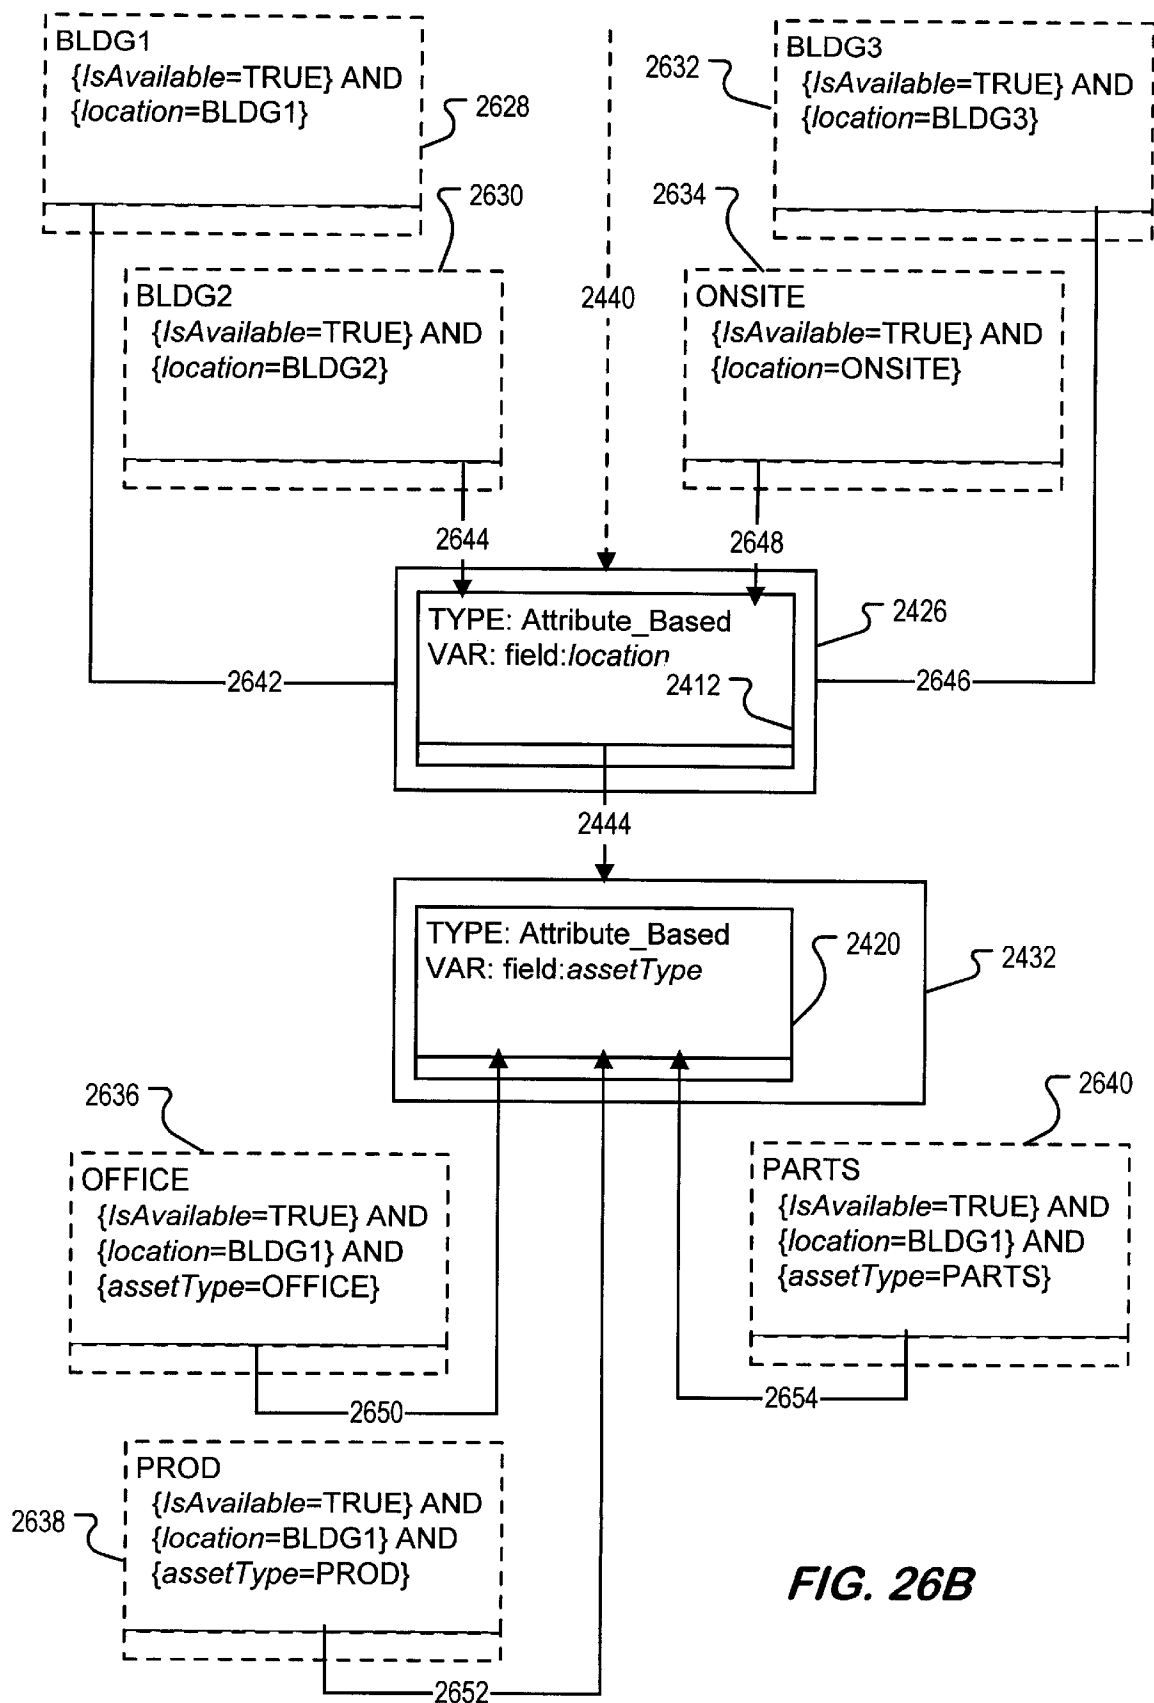 BLDG1
{IsAvailable=TRUE} AND
{location=BLDG1}
2628
BLDG3
{IsAvailable=TRUE} AND
{location=BLDG3}
2632
2630
2634
BLDG2
{IsAvailable=TRUE} AND
{location=BLDG2}
2440
ONSITE
{IsAvailable=TRUE} AND
{location=ONSITE}
2644
2648
TYPE: Attribute_Based
VAR: field:location
2426
2412
2642
2646
2444
TYPE: Attribute_Based
VAR: field:assetType
2420
2432
2636
2640
OFFICE
{IsAvailable=TRUE} AND
{location=BLDG1} AND
{assetType=OFFICE}
PARTS
{IsAvailable=TRUE} AND
{location=BLDG1} AND
{assetType=PARTS}
2650
2654
PROD
{IsAvailable=TRUE} AND
{location=BLDG1} AND
{assetType=PROD}
2638
2652
FIG. 26B